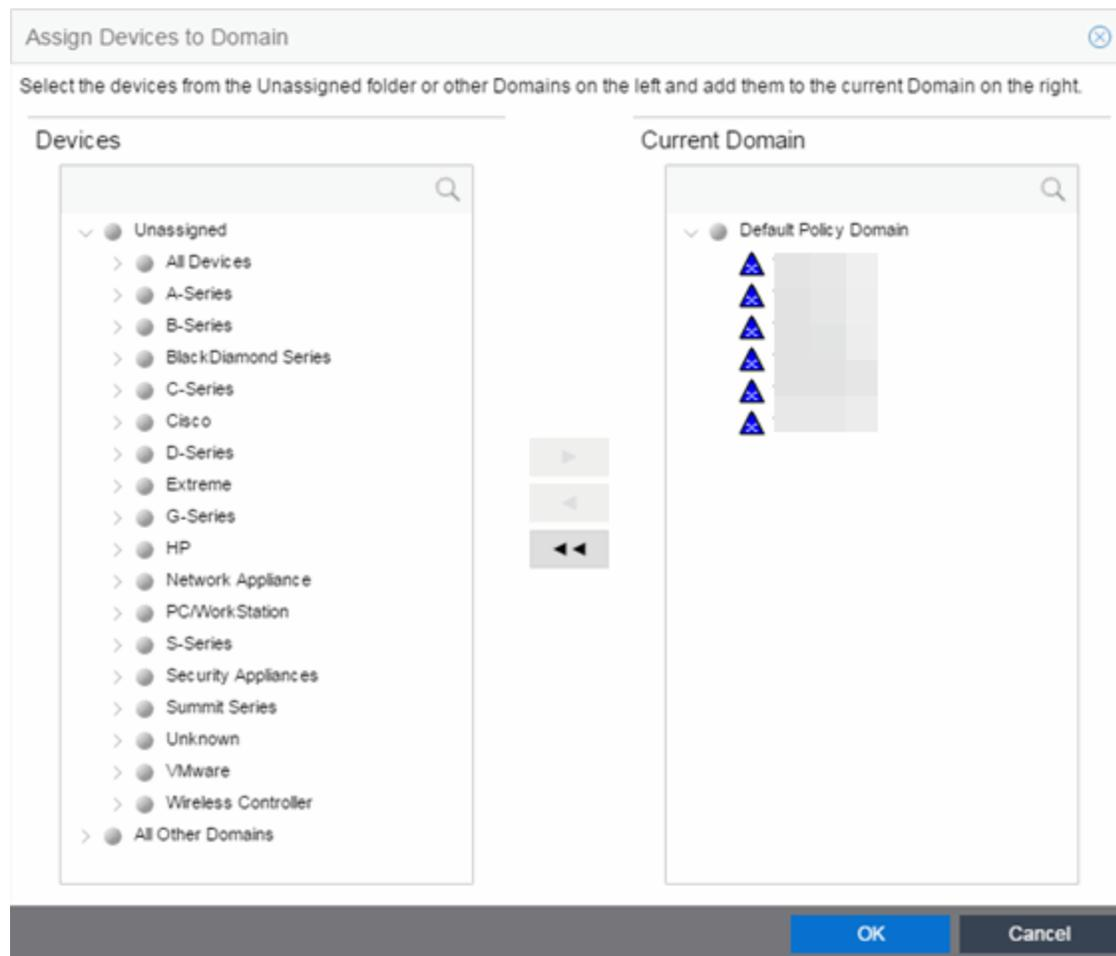 Assign Devices to Domain
Select the devices from the Unassigned folder or other Domains on the left and add them to the current Domain on the right.
Devices
Unassigned
All Devices
A-Series
B-Series
BlackDiamond Series
C-Series
Cisco
D-Series
Extreme
G-Series
HP
Network Appliance
PC/WorkStation
S-Series
Security Appliances
Summit Series
Unknown
VMware
Wireless Controller
All Other Domains
Current Domain
Default Policy Domain
OK
Cancel